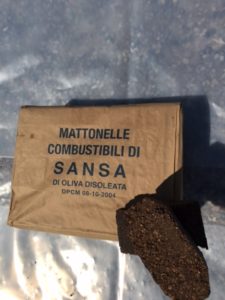 MATTONELLE
COMBUSTIBILI DI
SANSA
DI OLIVA DISOLEATA
DPCM 08-10-2004